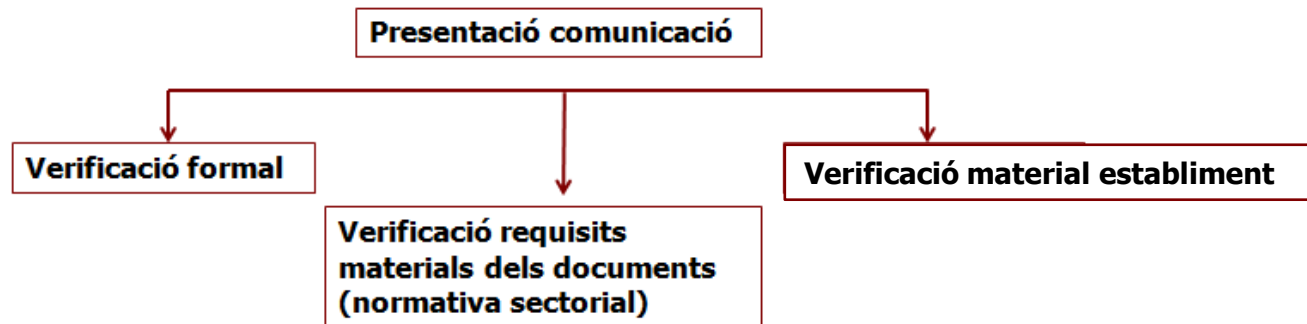 Presentació comunicació
Verificació formal
Verificació material establiment
Verificació requisits
materials dels documents
(normativa sectorial)